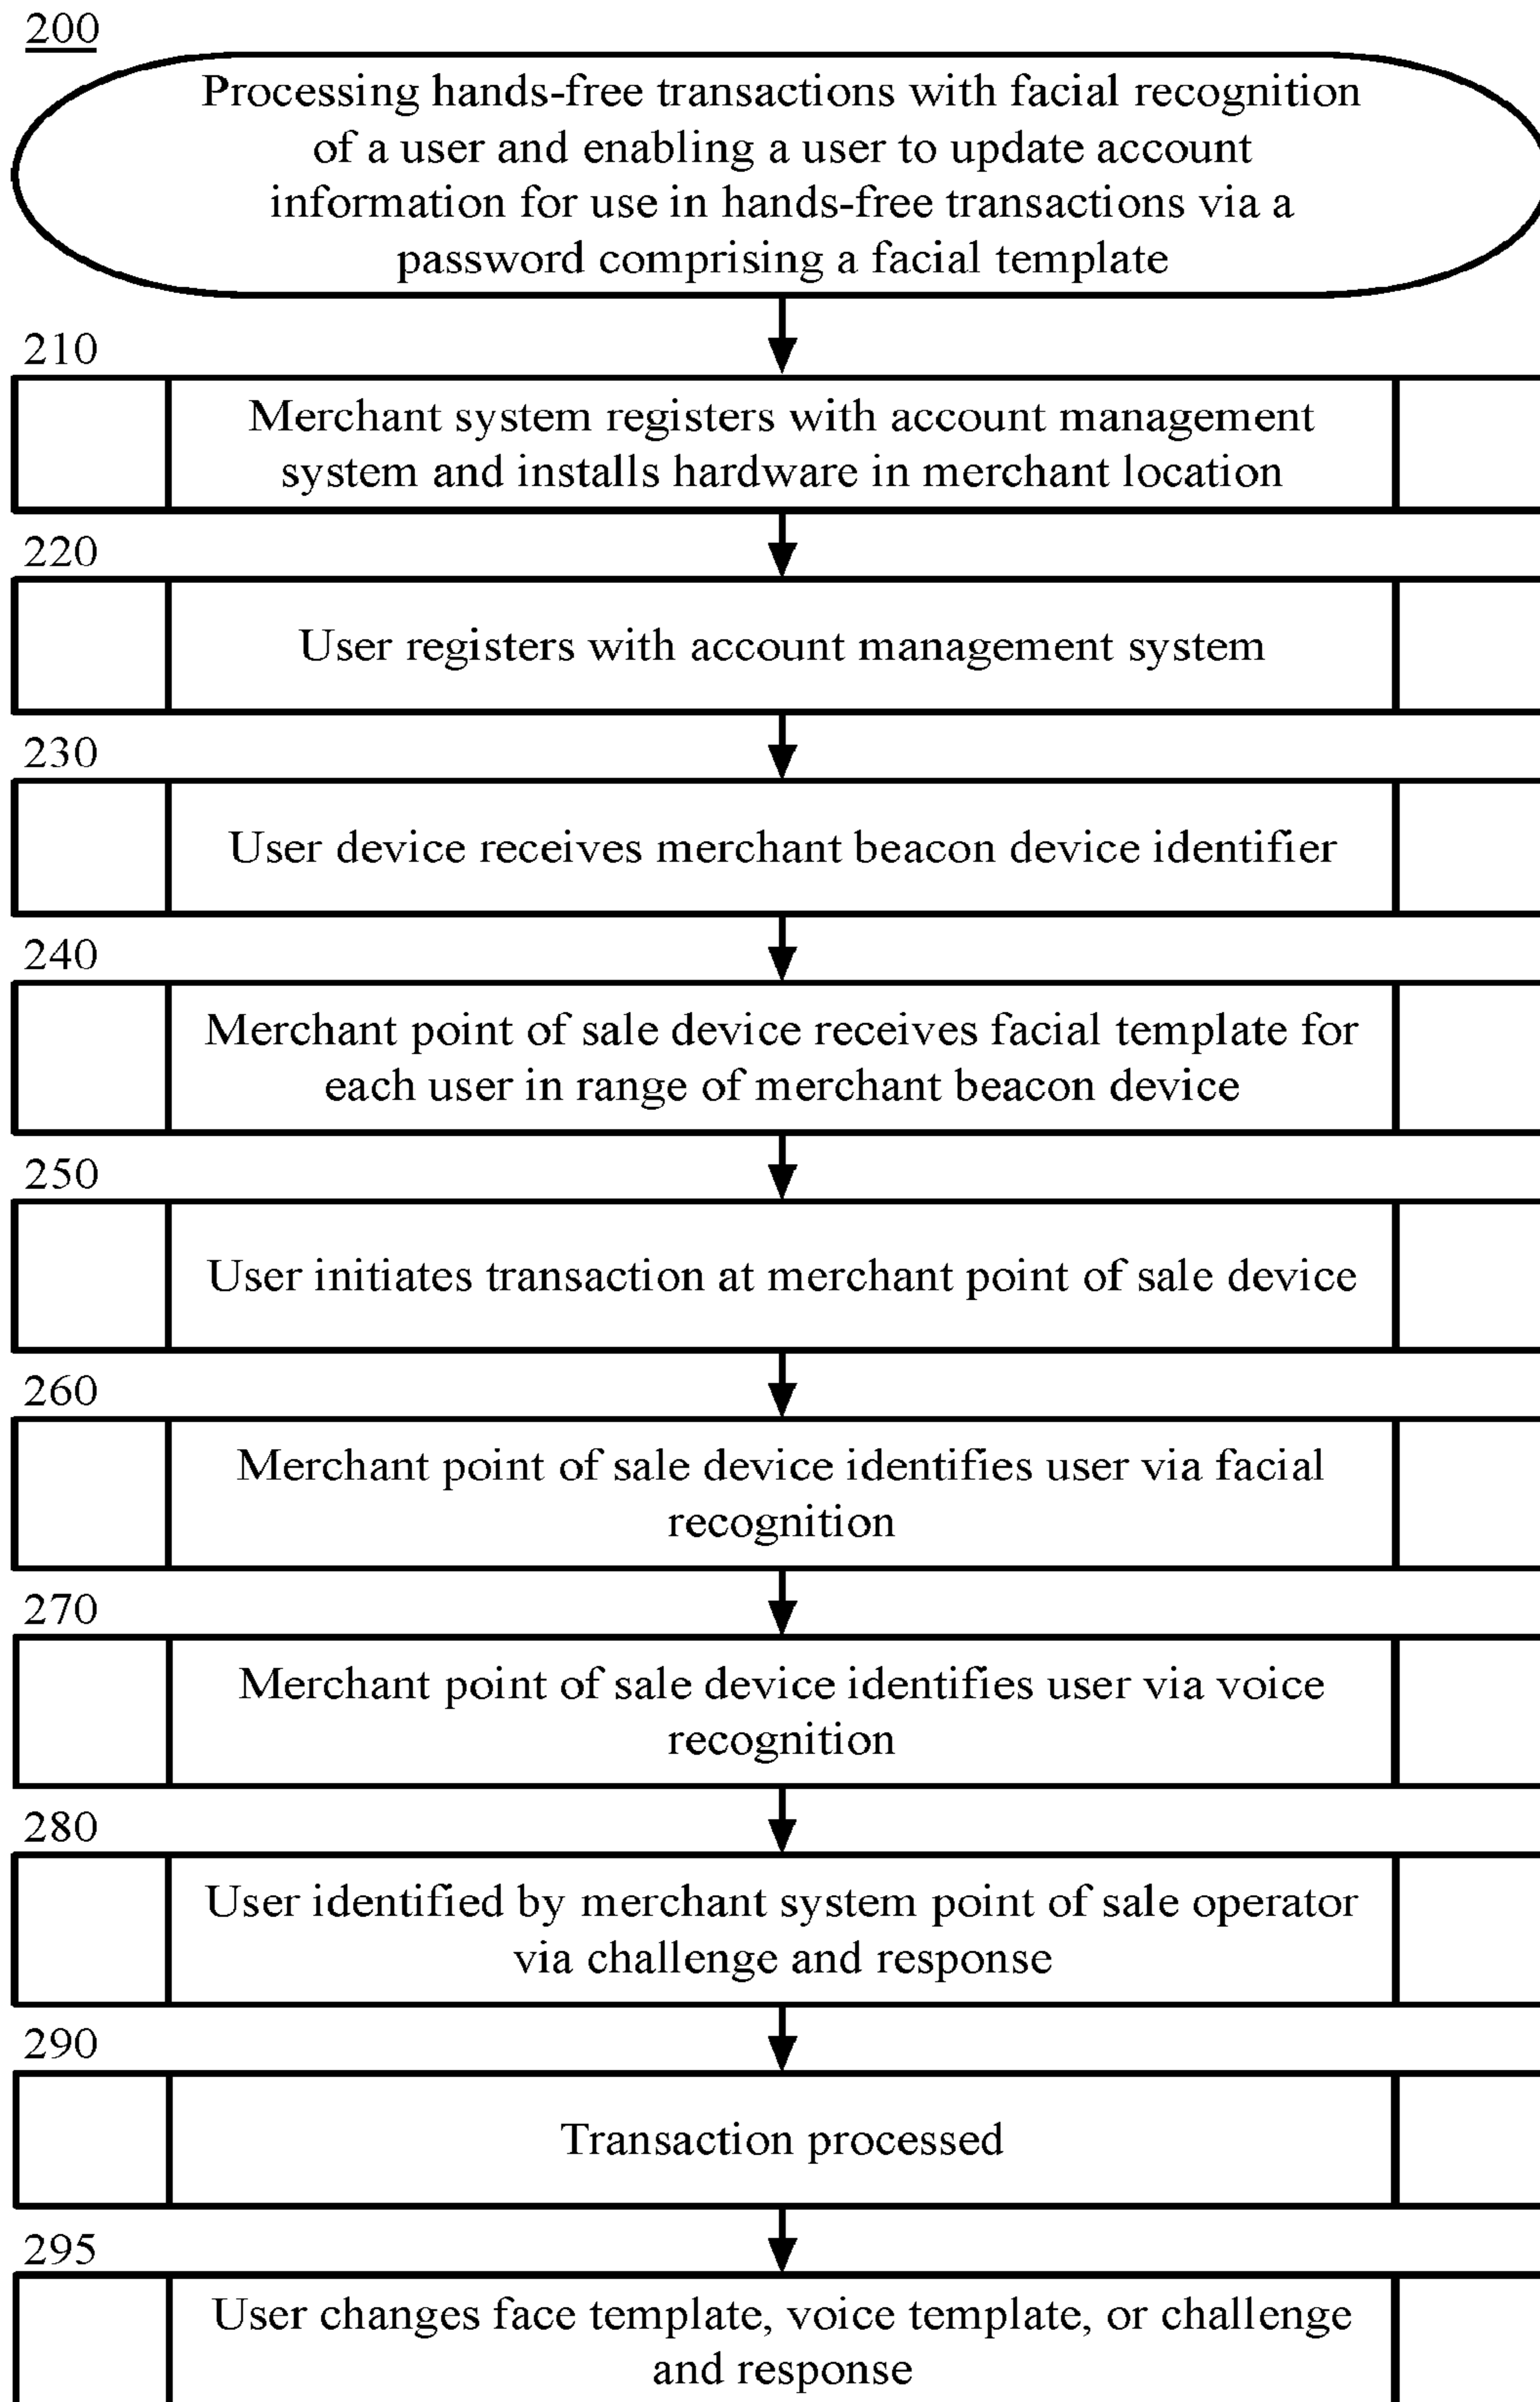 200
Processing hands-free transactions with facial recognition
of a user and enabling a user to update account
information for use in hands-free transactions via a
password comprising a facial template
210
Merchant system registers with account management
system and installs hardware in merchant location
220
User registers with account management system
230
User device receives merchant beacon device identifier
240
Merchant point of sale device receives facial template for
each user in range of merchant beacon device
250
User initiates transaction at merchant point of sale device
260
Merchant point of sale device identifies user via facial
recognition
270
Merchant point of sale device identifies user via voice
recognition
280
User identified by merchant system point of sale operator
via challenge and response
290
Transaction processed
295
User changes face template, voice template, or challenge
and response